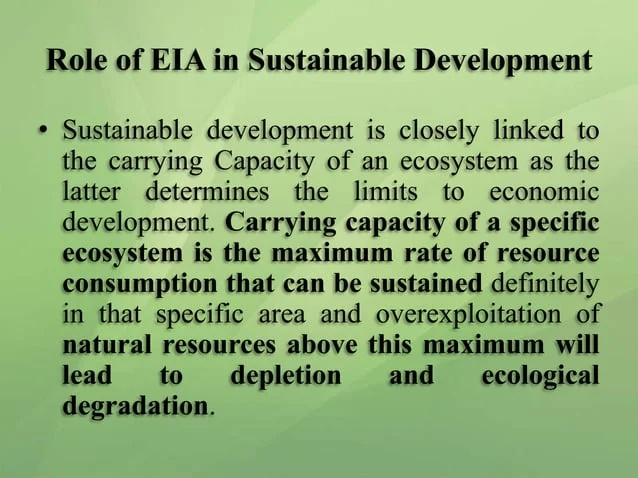 Role of EIA in Sustainable Development
• Sustainable development is closely linked to
the carrying Capacity of an ecosystem as the
latter determines the limits to economic
development. Carrying capacity of a specific
ecosystem is the maximum rate of resource
consumption that can be sustained definitely
in that specific area and overexploitation of
natural resources above this maximum will
lead to depletion and ecological
degradation.